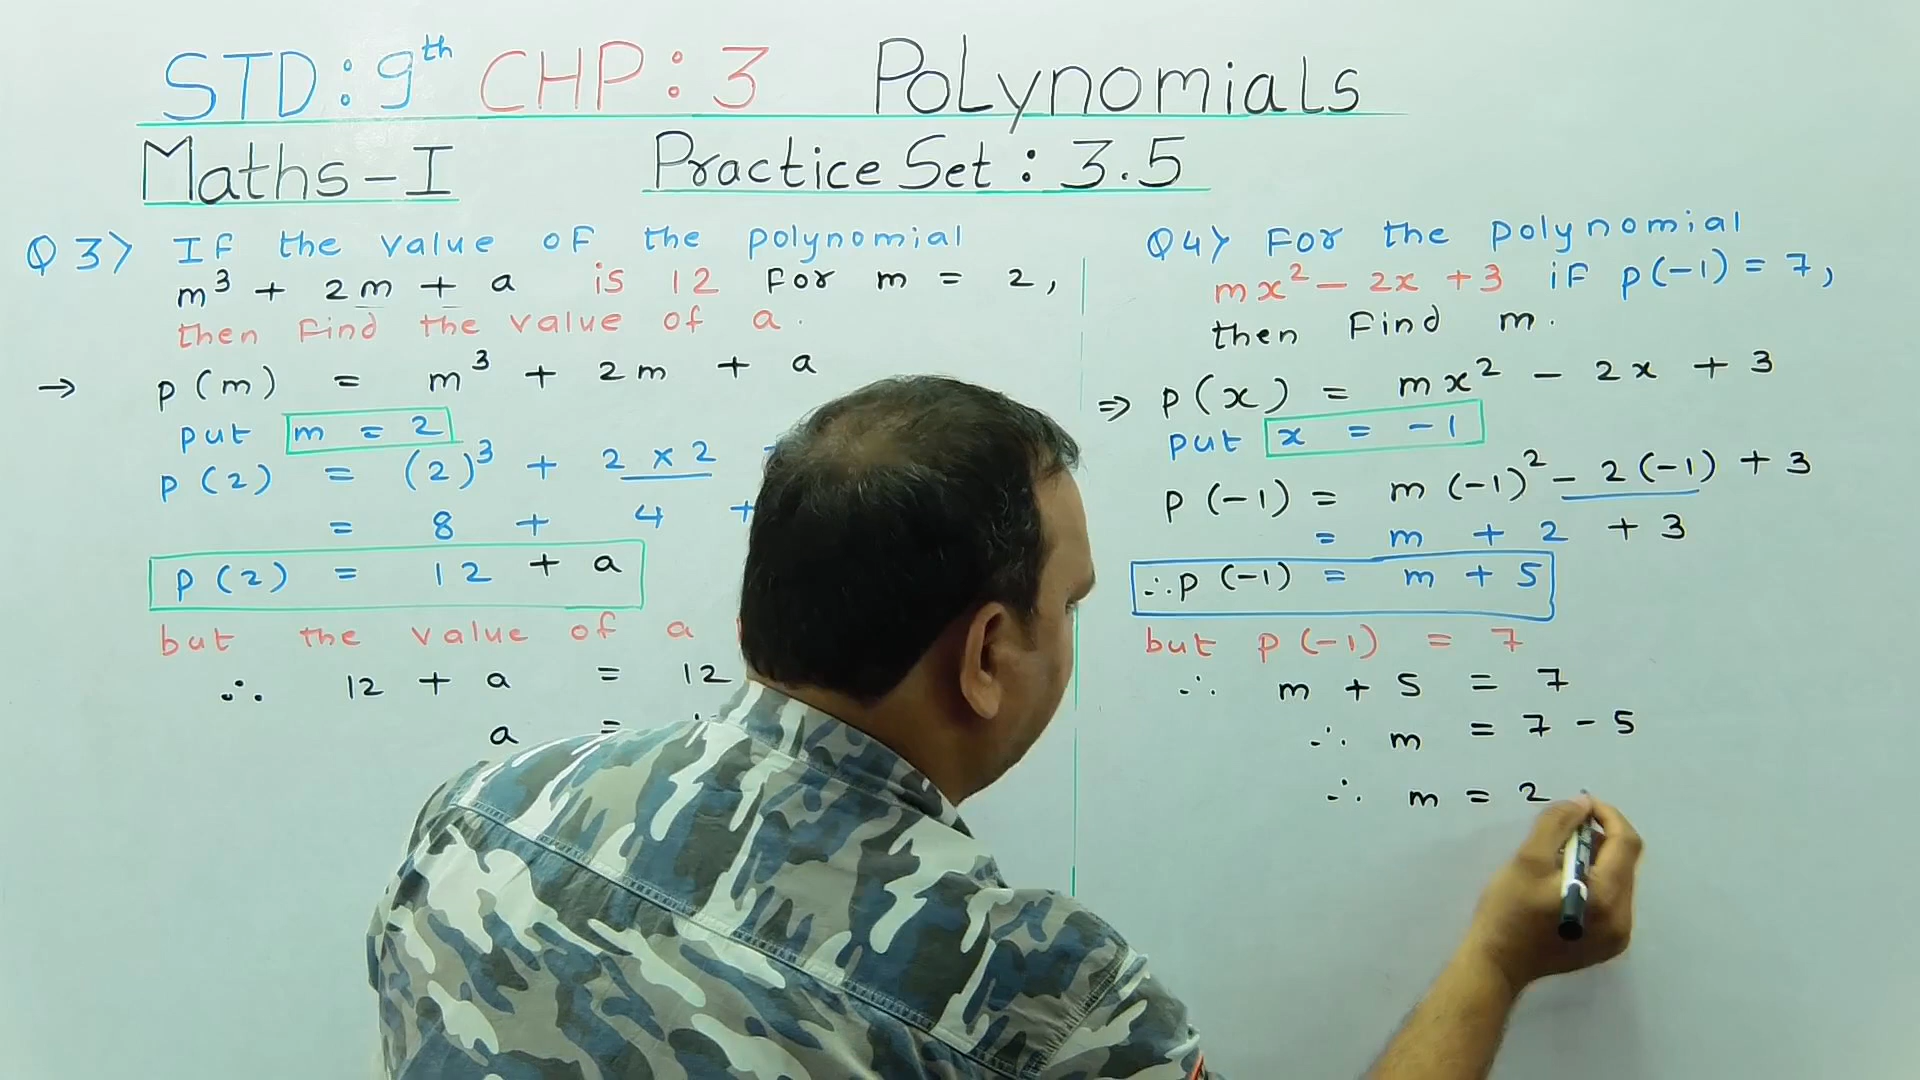 STD : 9th CHP : 3 Polynomials
Maths - I Practice Set : 3.5
Q 3> If the value of the polynomial
m³ + 2m + a is 12 for m = 2,
then find the value of a.
→ p(m) = m³ + 2m + a
put m = 2
p(2) = (2)³ + 2 × 2
= 8 + 4 +
p(2) = 12 + a
but the value of a
∴ 12 + a = 12
a =
Q4> For the polynomial
mx² - 2x + 3 if p(-1) = 7,
then find m.
⇒ p(x) = mx² - 2x + 3
put x = -1
p(-1) = m(-1)² - 2(-1) + 3
= m + 2 + 3
∴ p(-1) = m + 5
but p(-1) = 7
∴ m + 5 = 7
∴ m = 7 - 5
∴ m = 2